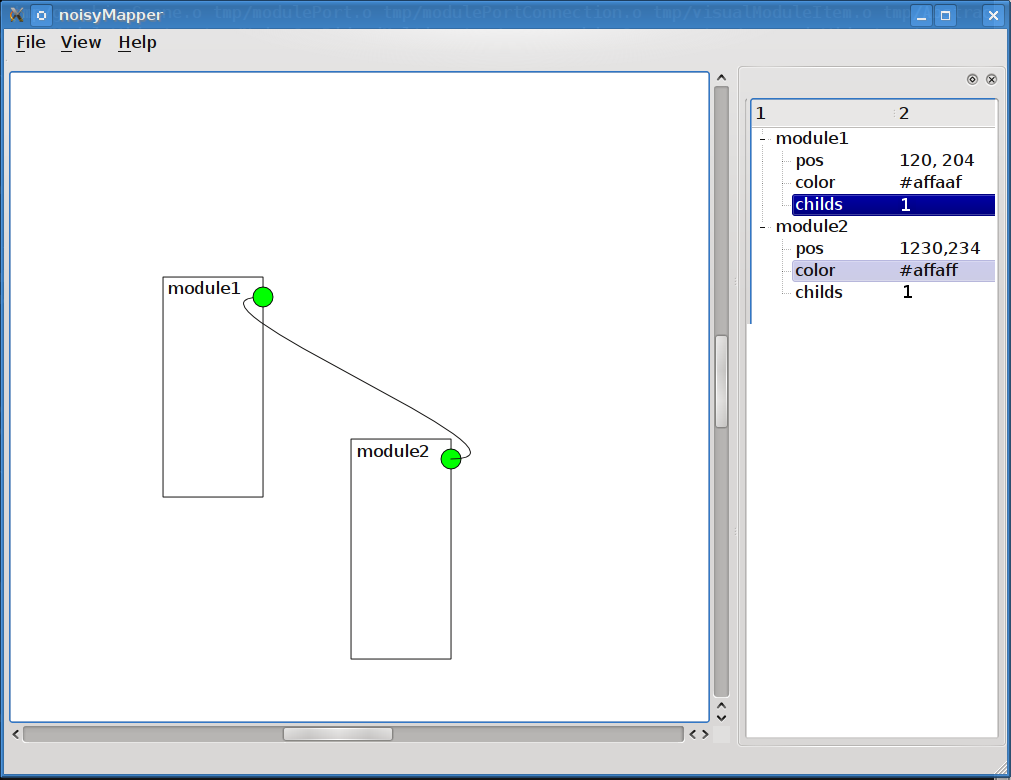 noisyMapper
File View Help
1 2
module1
pos 120, 204
color #affaaf
childs 1
module2
pos 1230,234
color #affaff
childs 1
module1
module2